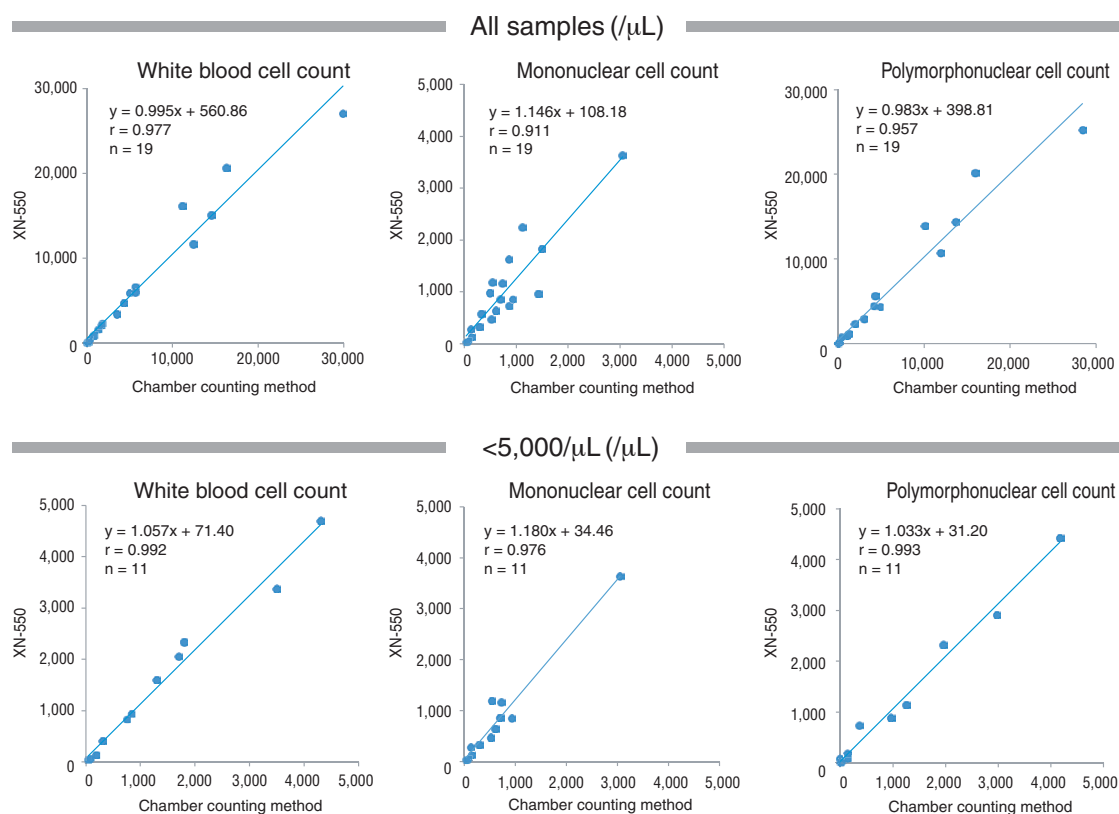 All samples (/μL)
White blood cell count
30,000
20,000
10,000
0
XN-550
y = 0.995x + 560.86
r = 0.977
n = 19
0
10,000
20,000
30,000
Chamber counting method
Mononuclear cell count
5,000
4,000
3,000
2,000
1,000
0
XN-550
y = 1.146x + 108.18
r = 0.911
n = 19
0
1,000
2,000
3,000
4,000
5,000
Chamber counting method
Polymorphonuclear cell count
30,000
20,000
10,000
0
XN-550
y = 0.983x + 398.81
r = 0.957
n = 19
0
10,000
20,000
30,000
Chamber counting method
<5,000/μL (/μL)
White blood cell count
5,000
4,000
3,000
2,000
1,000
0
XN-550
y = 1.057x + 71.40
r = 0.992
n = 11
0
1,000
2,000
3,000
4,000
5,000
Chamber counting method
Mononuclear cell count
5,000
4,000
3,000
2,000
1,000
0
XN-550
y = 1.180x + 34.46
r = 0.976
n = 11
0
1,000
2,000
3,000
4,000
5,000
Chamber counting method
Polymorphonuclear cell count
5,000
4,000
3,000
2,000
1,000
0
XN-550
y = 1.033x + 31.20
r = 0.993
n = 11
0
1,000
2,000
3,000
4,000
5,000
Chamber counting method